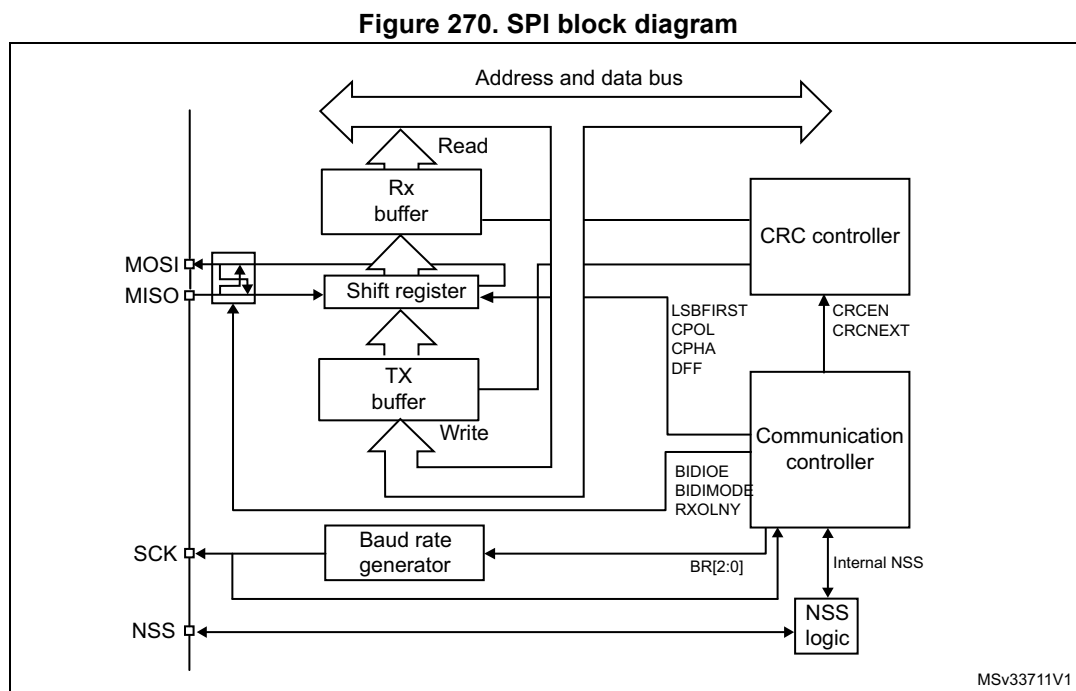 Figure 270. SPI block diagram
Address and data bus
Read
Rx
buffer
CRC controller
MOSI
MISO
Shift register
LSBFIRST
CPOL
CPHA
DFF
CRCEN
CRCNEXT
TX
buffer
Write
Communication
controller
BIDIOE
BIDIMODE
RXOLNY
SCK
Baud rate
generator
BR[2:0]
Internal NSS
NSS
NSS
logic
MSv33711V1